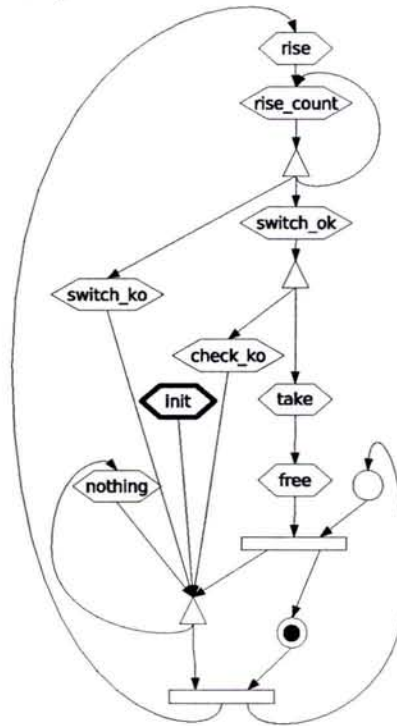 rise
rise_count
switch_ok
switch_ko
check_ko
init
take
nothing
free